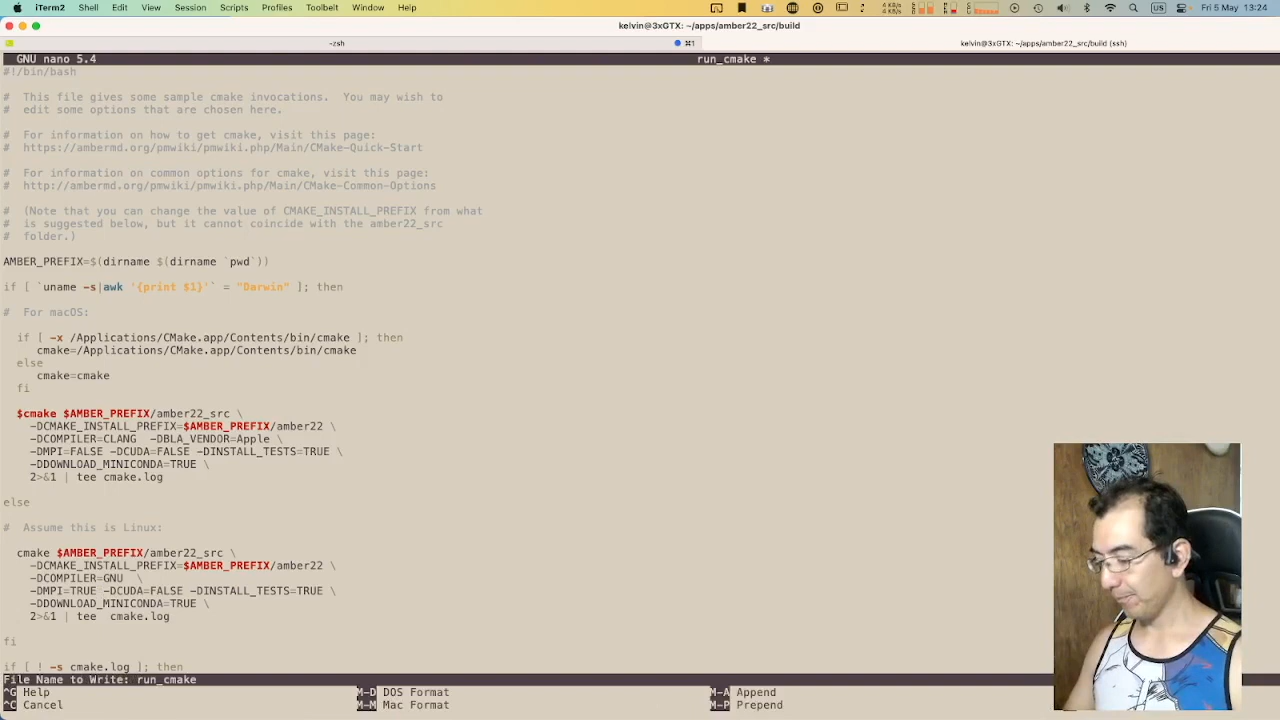 iTerm2 Shell Edit View Session Scripts Profiles Toolbelt Window Help
4 KB/s
4 KB/s
US
Fri 5 May 13:24
kelvin@3xGTX: ~/apps/amber22_src/build
-zsh
⌘1
kelvin@3xGTX: ~/apps/amber22_src/build (ssh)
GNU nano 5.4
run_cmake *
#!/bin/bash
#  This file gives some sample cmake invocations.  You may wish to
#  edit some options that are chosen here.
#  For information on how to get cmake, visit this page:
#  https://ambermd.org/pmwiki/pmwiki.php/Main/CMake-Quick-Start
#  For information on common options for cmake, visit this page:
#  http://ambermd.org/pmwiki/pmwiki.php/Main/CMake-Common-Options
#  (Note that you can change the value of CMAKE_INSTALL_PREFIX from what
#  is suggested below, but it cannot coincide with the amber22_src
#  folder.)
AMBER_PREFIX=$(dirname $(dirname `pwd`))
if [ `uname -s|awk '{print $1}'` = "Darwin" ]; then
#  For macOS:
if [ -x /Applications/CMake.app/Contents/bin/cmake ]; then
cmake=/Applications/CMake.app/Contents/bin/cmake
else
cmake=cmake
fi
$cmake $AMBER_PREFIX/amber22_src \
-DCMAKE_INSTALL_PREFIX=$AMBER_PREFIX/amber22 \
-DCOMPILER=CLANG  -DBLA_VENDOR=Apple \
-DMPI=FALSE -DCUDA=FALSE -DINSTALL_TESTS=TRUE \
-DDOWNLOAD_MINICONDA=TRUE \
2>&1 | tee cmake.log
else
#  Assume this is Linux:
cmake $AMBER_PREFIX/amber22_src \
-DCMAKE_INSTALL_PREFIX=$AMBER_PREFIX/amber22 \
-DCOMPILER=GNU  \
-DMPI=TRUE -DCUDA=FALSE -DINSTALL_TESTS=TRUE \
-DDOWNLOAD_MINICONDA=TRUE \
2>&1 | tee  cmake.log
fi
if [ ! -s cmake.log ]; then
File Name to Write: run_cmake
^G Help
M-D DOS Format
M-A Append
^C Cancel
M-M Mac Format
M-P Prepend